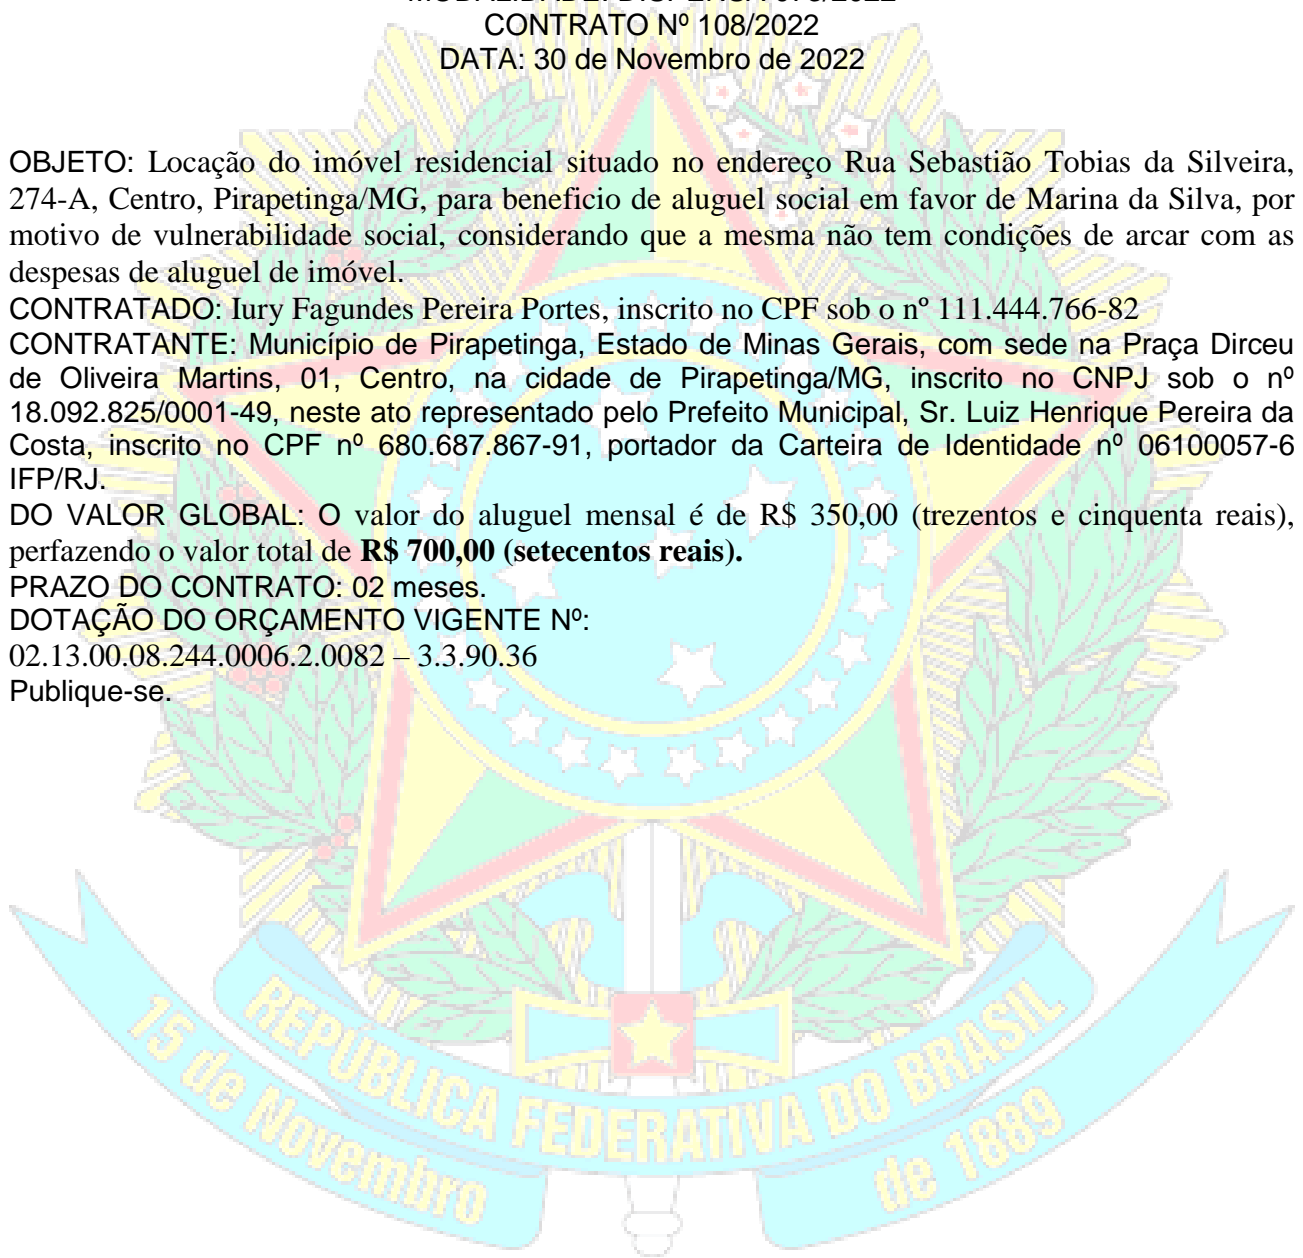 CONTRATO Nº 108/2022
DATA: 30 de Novembro de 2022
OBJETO: Locação do imóvel residencial situado no endereço Rua Sebastião Tobias da Silveira,
274-A, Centro, Pirapetinga/MG, para beneficio de aluguel social em favor de Marina da Silva, por
motivo de vulnerabilidade social, considerando que a mesma não tem condições de arcar com as
despesas de aluguel de imóvel.
CONTRATADO: Iury Fagundes Pereira Portes, inscrito no CPF sob o nº 111.444.766-82
CONTRATANTE: Município de Pirapetinga, Estado de Minas Gerais, com sede na Praça Dirceu
de Oliveira Martins, 01, Centro, na cidade de Pirapetinga/MG, inscrito no CNPJ sob o nº
18.092.825/0001-49, neste ato representado pelo Prefeito Municipal, Sr. Luiz Henrique Pereira da
Costa, inscrito no CPF nº 680.687.867-91, portador da Carteira de Identidade nº 06100057-6
IFP/RJ.
DO VALOR GLOBAL: O valor do aluguel mensal é de R$ 350,00 (trezentos e cinquenta reais),
perfazendo o valor total de R$ 700,00 (setecentos reais).
PRAZO DO CONTRATO: 02 meses.
DOTAÇÃO DO ORÇAMENTO VIGENTE Nº:
02.13.00.08.244.0006.2.0082 – 3.3.90.36
Publique-se.
REPÚBLICA FEDERATIVA DO BRASIL
15 de Novembro de 1889